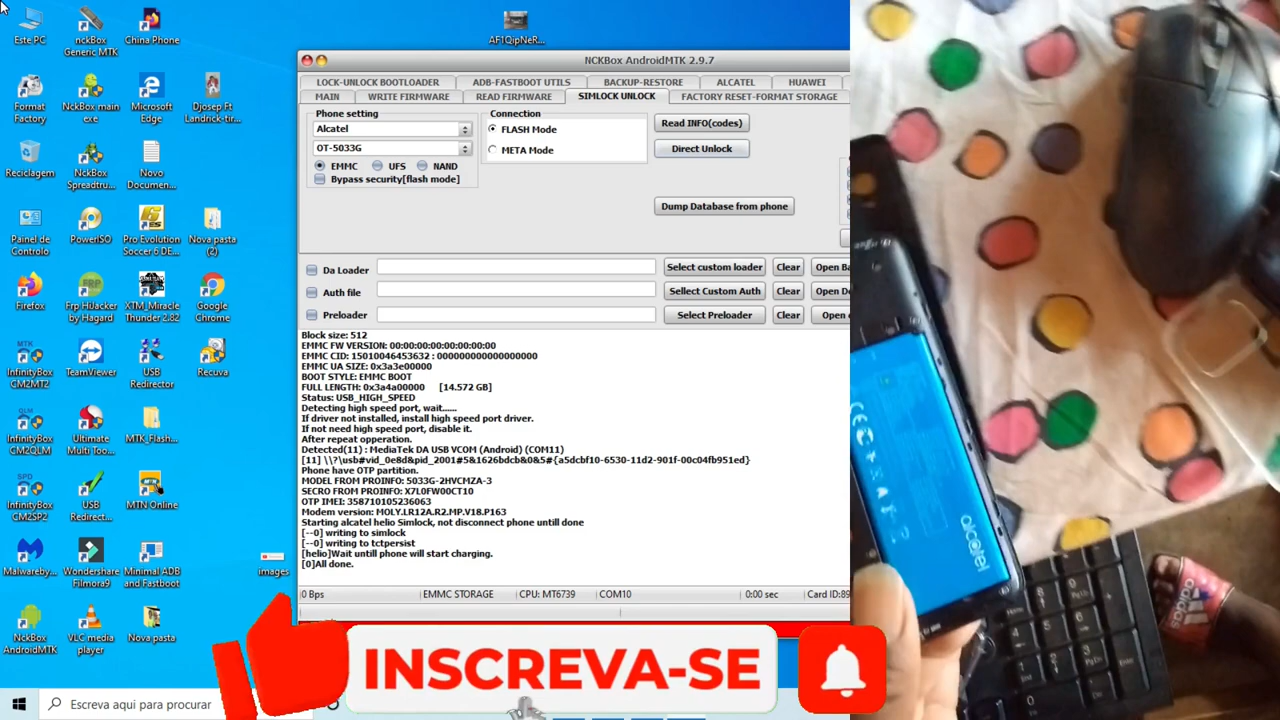 Este PC
nckBox
Generic MTK
China Phone
AF1QipNeR...
Format
Factory
NckBox main
exe
Microsoft
Edge
Djosep Ft
Landrick-tir...
Reciclagem
NckBox
Spreadtru...
Novo
Documen...
Painel de
Controlo
PowerISO
Pro Evolution
Soccer 6 DE...
Nova pasta
(2)
Firefox
Frp HiJacker
by Hagard
XTM_Miracle
Thunder 2.82
Google
Chrome
InfinityBox
CM2MT2
TeamViewer
USB
Redirector
Recuva
InfinityBox
CM2QLM
Ultimate
Multi Too...
MTK_Flash...
InfinityBox
CM2SP2
USB
Redirect...
MTN Online
Malwareby...
Wondershare
Filmora9
Minimal ADB
and Fastboot
images
NckBox
AndroidMTK
VLC media
player
Nova pasta
NCKBox AndroidMTK 2.9.7
LOCK-UNLOCK BOOTLOADER ADB-FASTBOOT UTILS BACKUP-RESTORE ALCATEL HUAWEI
MAIN WRITE FIRMWARE READ FIRMWARE SIMLOCK UNLOCK FACTORY RESET-FORMAT STORAGE
Phone setting
Alcatel
OT-5033G
EMMC UFS NAND
Bypass security[flash mode]
Connection
FLASH Mode
META Mode
Read INFO(codes)
Direct Unlock
Dump Database from phone
Da Loader Select custom loader Clear Open Ba
Auth file Sellect Custom Auth Clear Open D
Preloader Select Preloader Clear Open
Block size: 512
EMMC FW VERSION: 00:00:00:00:00:00:00:00
EMMC CID: 15010046453632 : 0000000000000000
EMMC UA SIZE: 0x3a3e00000
BOOT STYLE: EMMC BOOT
FULL LENGTH: 0x3a4a00000 [14.572 GB]
Status: USB_HIGH_SPEED
Detecting high speed port, wait......
If driver not installed, install high speed port driver.
If not need high speed port, disable it.
After repeat opperation.
Detected(11) : MediaTek DA USB VCOM (Android) (COM11)
[11] \\?\usb#vid_0e8d&pid_2001#5&1626bdcb&0&5#{a5dcbf10-6530-11d2-901f-00c04fb951ed}
Phone have OTP partition.
MODEL FROM PROINFO: 5033G-2HVCMZA-3
SECRO FROM PROINFO: X7L0FW00CT10
OTP IMEI: 358710105236063
Modem version: MOLY.LR12A.R2.MP.V18.P163
Starting alcatel helio Simlock, not disconnect phone untill done
[--0] writing to simlock
[--0] writing to tctpersist
[helio]Wait untill phone will start charging.
[0]All done.
0 Bps EMMC STORAGE CPU: MT6739 COM10 0:00 sec Card ID:89
INSCREVA-SE
Escreve aqui para procurar
alcatel
adidas